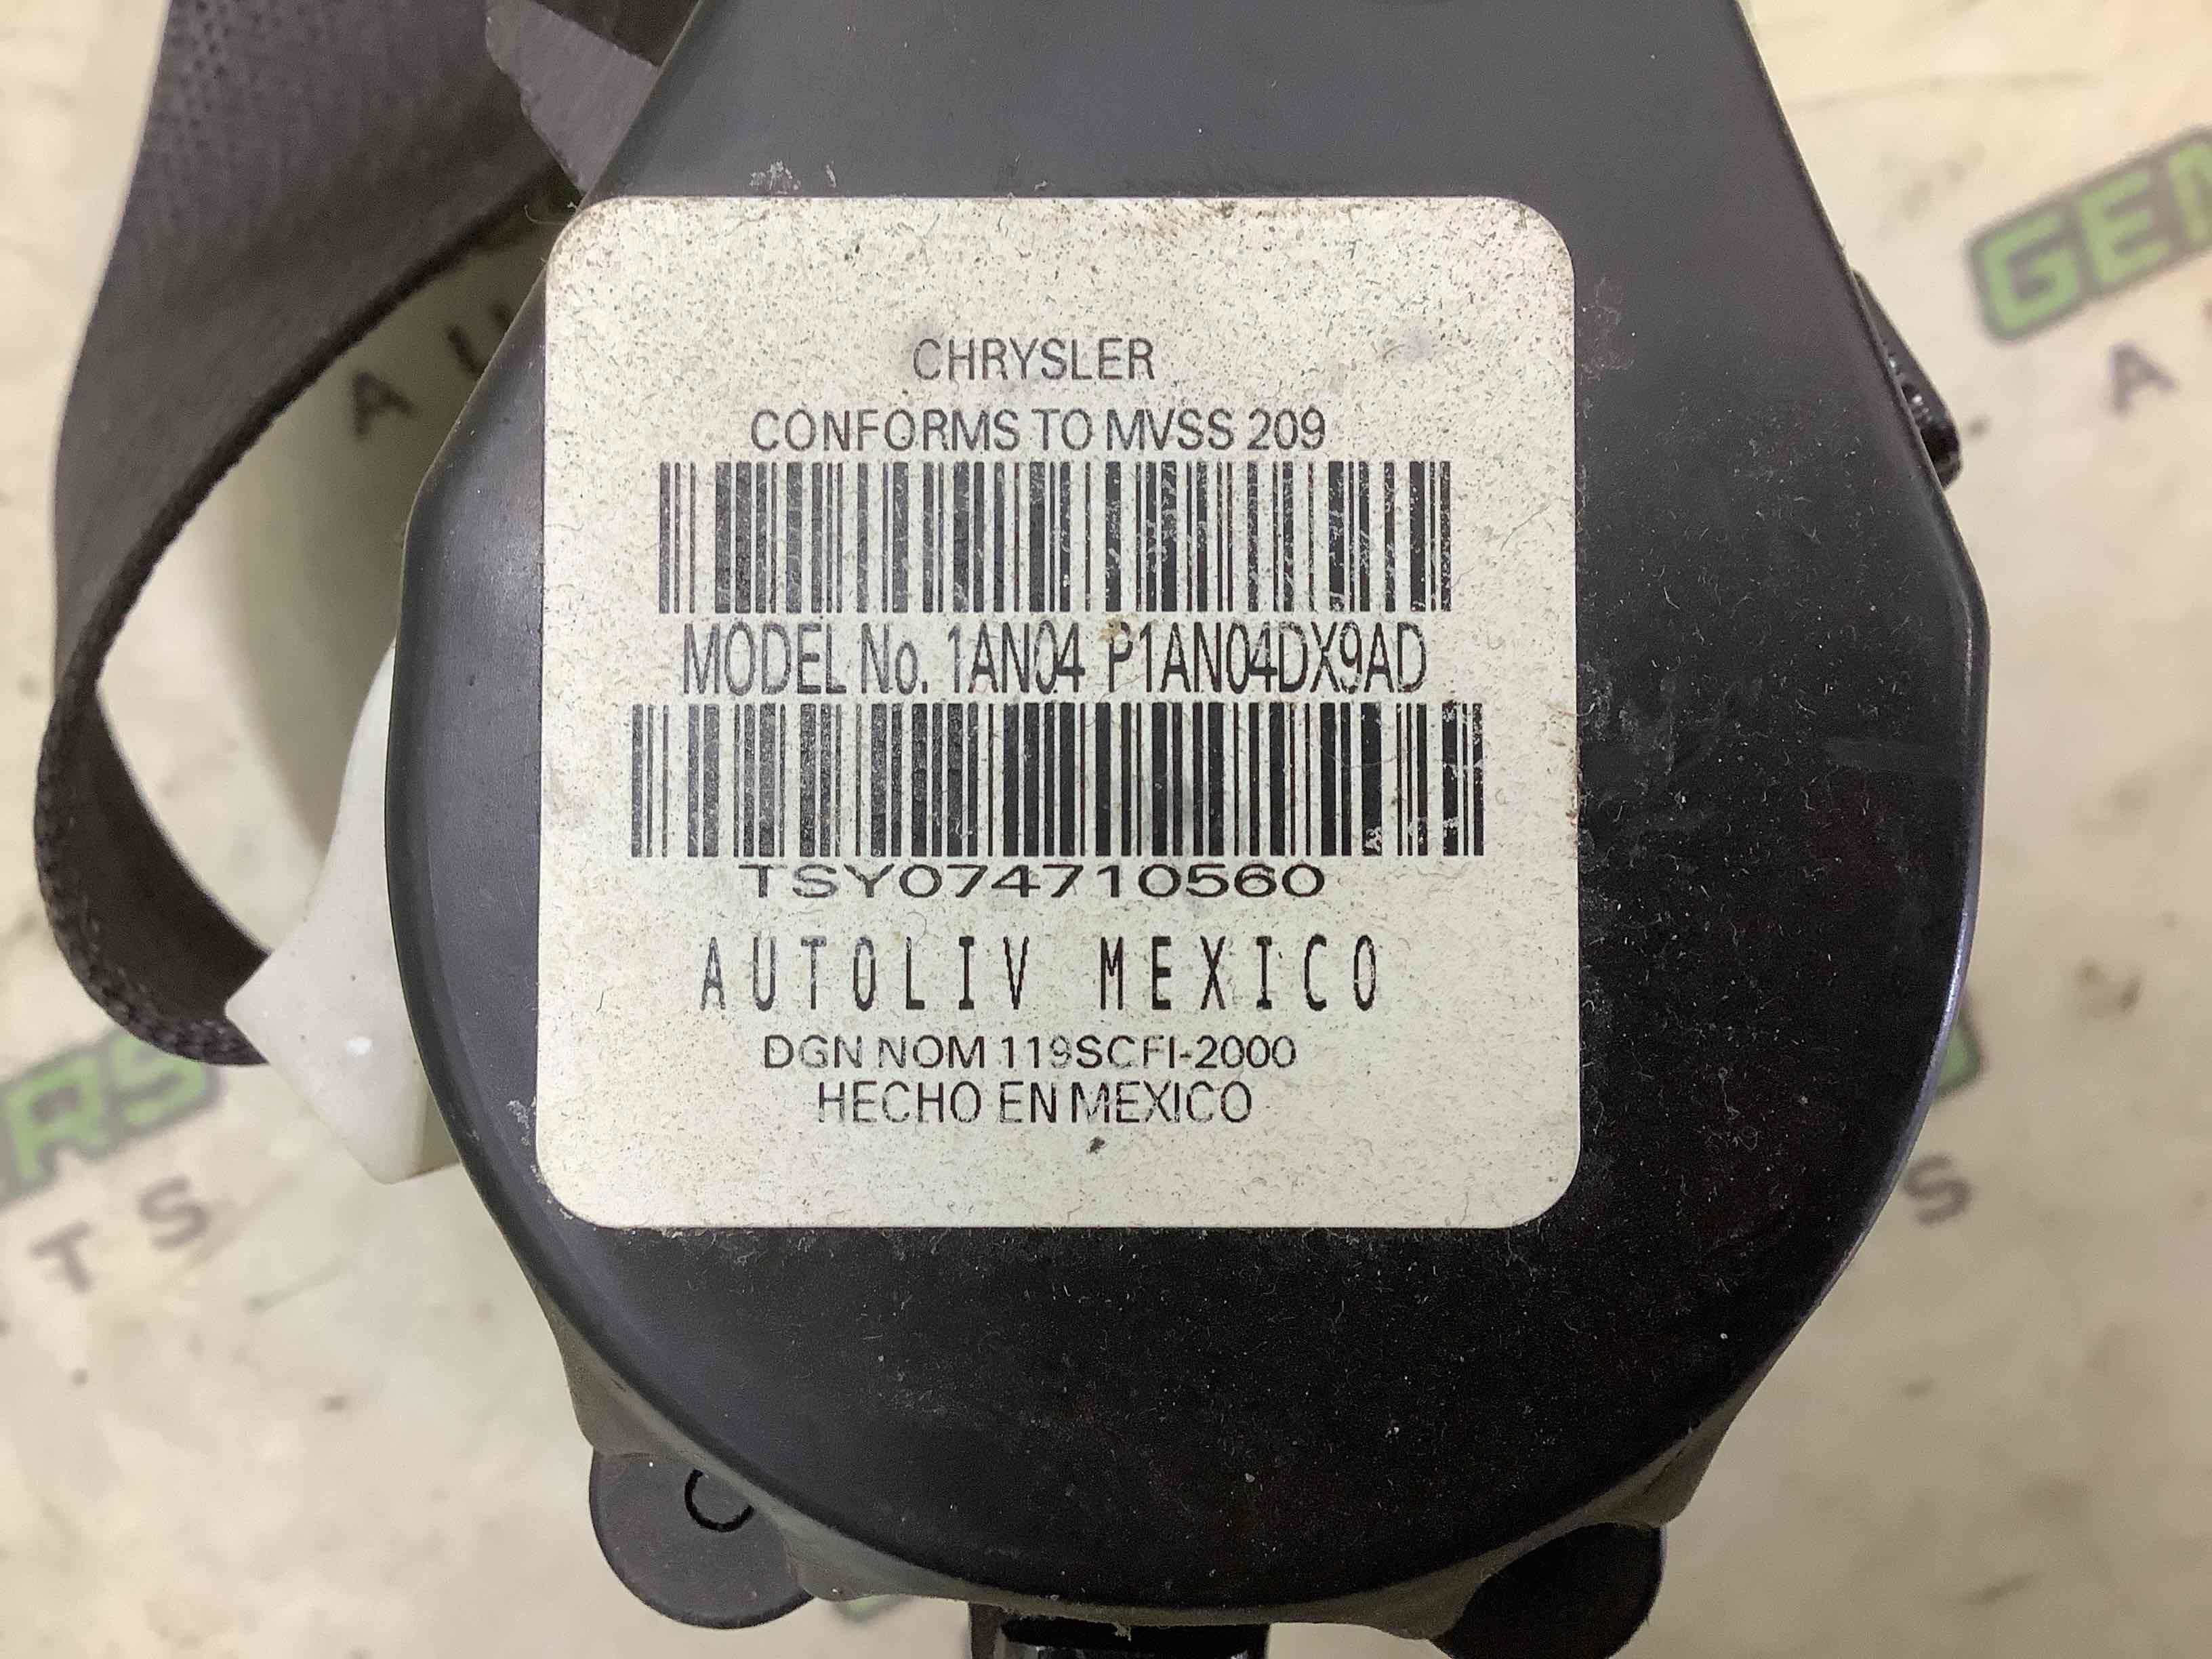 CHRYSLER
CONFORMS TO MVSS 209
MODEL No. 1AN04 P1AN04DX9AD
TSY074710560
AUTOLIV MEXICO
DGN NOM 119SCFI-2000
HECHO EN MEXICO